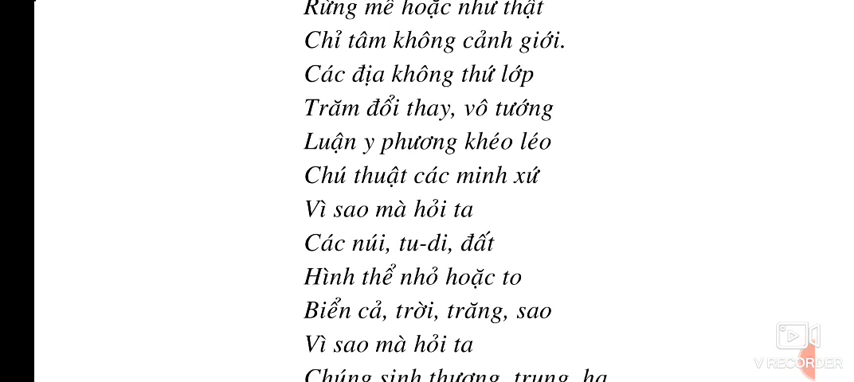 Rừng mê hoặc như thật
Chỉ tâm không cảnh giới.
Các địa không thứ lớp
Trăm đổi thay, vô tướng
Luận y phương khéo léo
Chú thuật các minh xứ
Vì sao mà hỏi ta
Các núi, tu-di, đất
Hình thể nhỏ hoặc to
Biển cả, trời, trăng, sao
Vì sao mà hỏi ta
Chúng sinh thượng, trung, hạ
V RECORDER